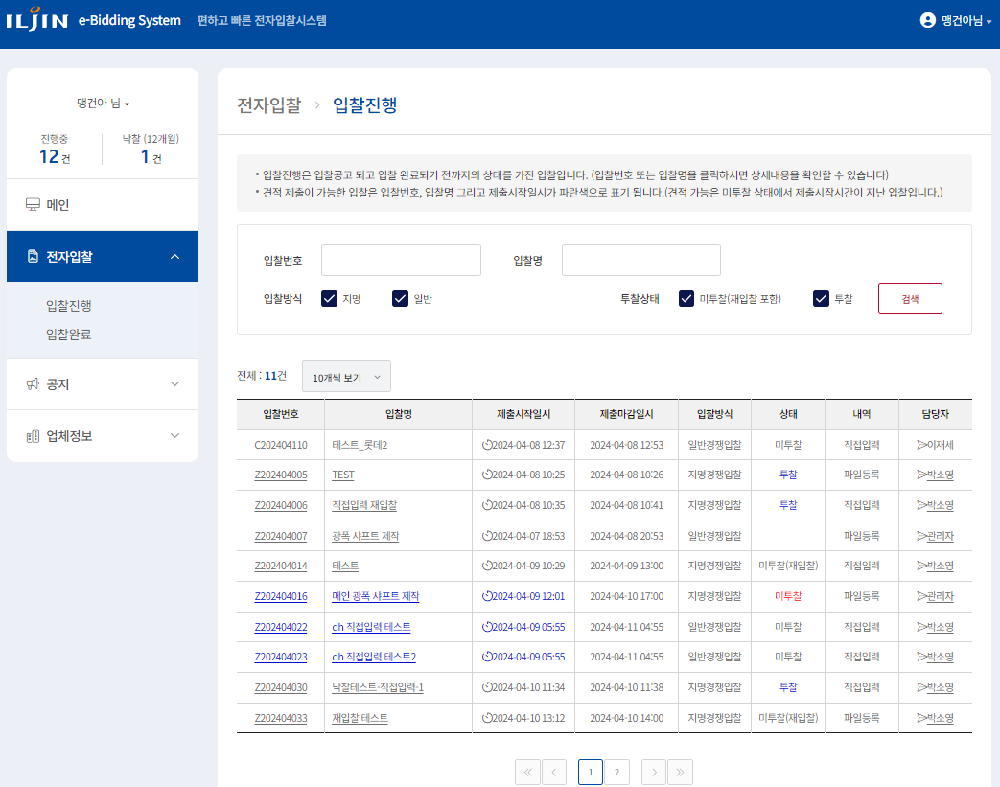 ILJIN e-Bidding System 편하고 빠른 전자입찰시스템 맹건아님
맹건아 님
진행중 낙찰 (12개월)
12 건 1 건
메인
전자입찰
입찰진행
입찰완료
공지
업체정보
전자입찰 > 입찰진행
• 입찰진행은 입찰공고 되고 입찰 완료되기 전까지의 상태를 가진 입찰입니다. (입찰번호 또는 입찰명을 클릭하시면 상세내용을 확인할 수 있습니다)
• 견적 제출이 가능한 입찰은 입찰번호, 입찰명 그리고 제출시작일시가 파란색으로 표기 됩니다.(견적 가능은 미투찰 상태에서 제출시작시간이 지난 입찰입니다.)
입찰번호 입찰명
입찰방식 지명 일반 투찰상태 미투찰(재입찰 포함) 투찰 검색
전체 : 11건 10개씩 보기
입찰번호 입찰명 제출시작일시 제출마감일시 입찰방식 상태 내역 담당자
C202404110 테스트_롯데2 2024-04-08 12:37 2024-04-08 12:53 일반경쟁입찰 미투찰 직접입력 이재세
Z202404005 TEST 2024-04-08 10:25 2024-04-08 10:26 지명경쟁입찰 투찰 파일등록 박소영
Z202404006 직접입력 재입찰 2024-04-08 10:35 2024-04-08 10:41 지명경쟁입찰 투찰 직접입력 박소영
Z202404007 광폭 샤프트 제작 2024-04-07 18:53 2024-04-08 20:53 일반경쟁입찰 파일등록 관리자
Z202404014 테스트 2024-04-09 10:29 2024-04-09 13:00 지명경쟁입찰 미투찰(재입찰) 직접입력 박소영
Z202404016 메인 광폭 샤프트 제작 2024-04-09 12:01 2024-04-10 17:00 지명경쟁입찰 미투찰 파일등록 관리자
Z202404022 dh 직접입력 테스트 2024-04-09 05:55 2024-04-11 04:55 일반경쟁입찰 미투찰 직접입력 박소영
Z202404023 dh 직접입력 테스트2 2024-04-09 05:55 2024-04-11 04:55 일반경쟁입찰 미투찰 직접입력 박소영
Z202404030 낙찰테스트-직접입력-1 2024-04-10 11:34 2024-04-10 11:38 지명경쟁입찰 투찰 직접입력 박소영
Z202404033 재입찰 테스트 2024-04-10 13:12 2024-04-10 14:00 지명경쟁입찰 미투찰(재입찰) 파일등록 박소영
« < 1 2 > »